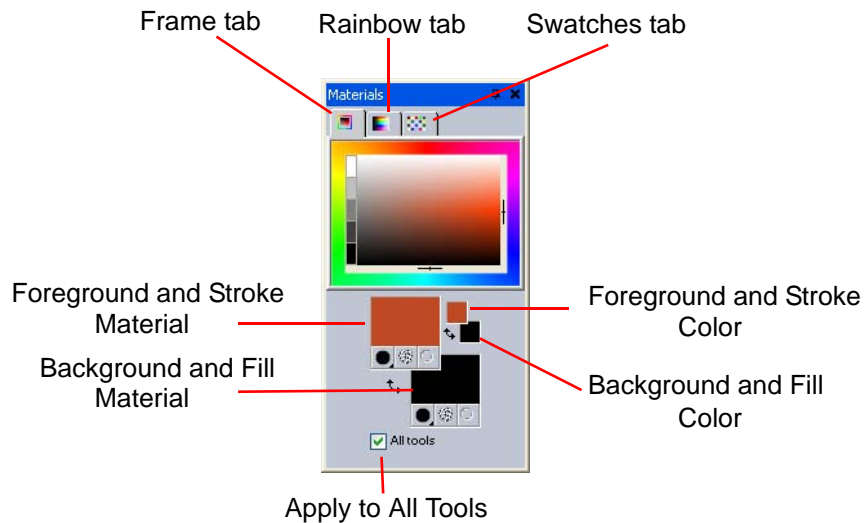 Frame tab
Rainbow tab
Swatches tab
Materials
Foreground and Stroke
Material
Foreground and Stroke
Color
Background and Fill
Material
Background and Fill
Color
All tools
Apply to All Tools